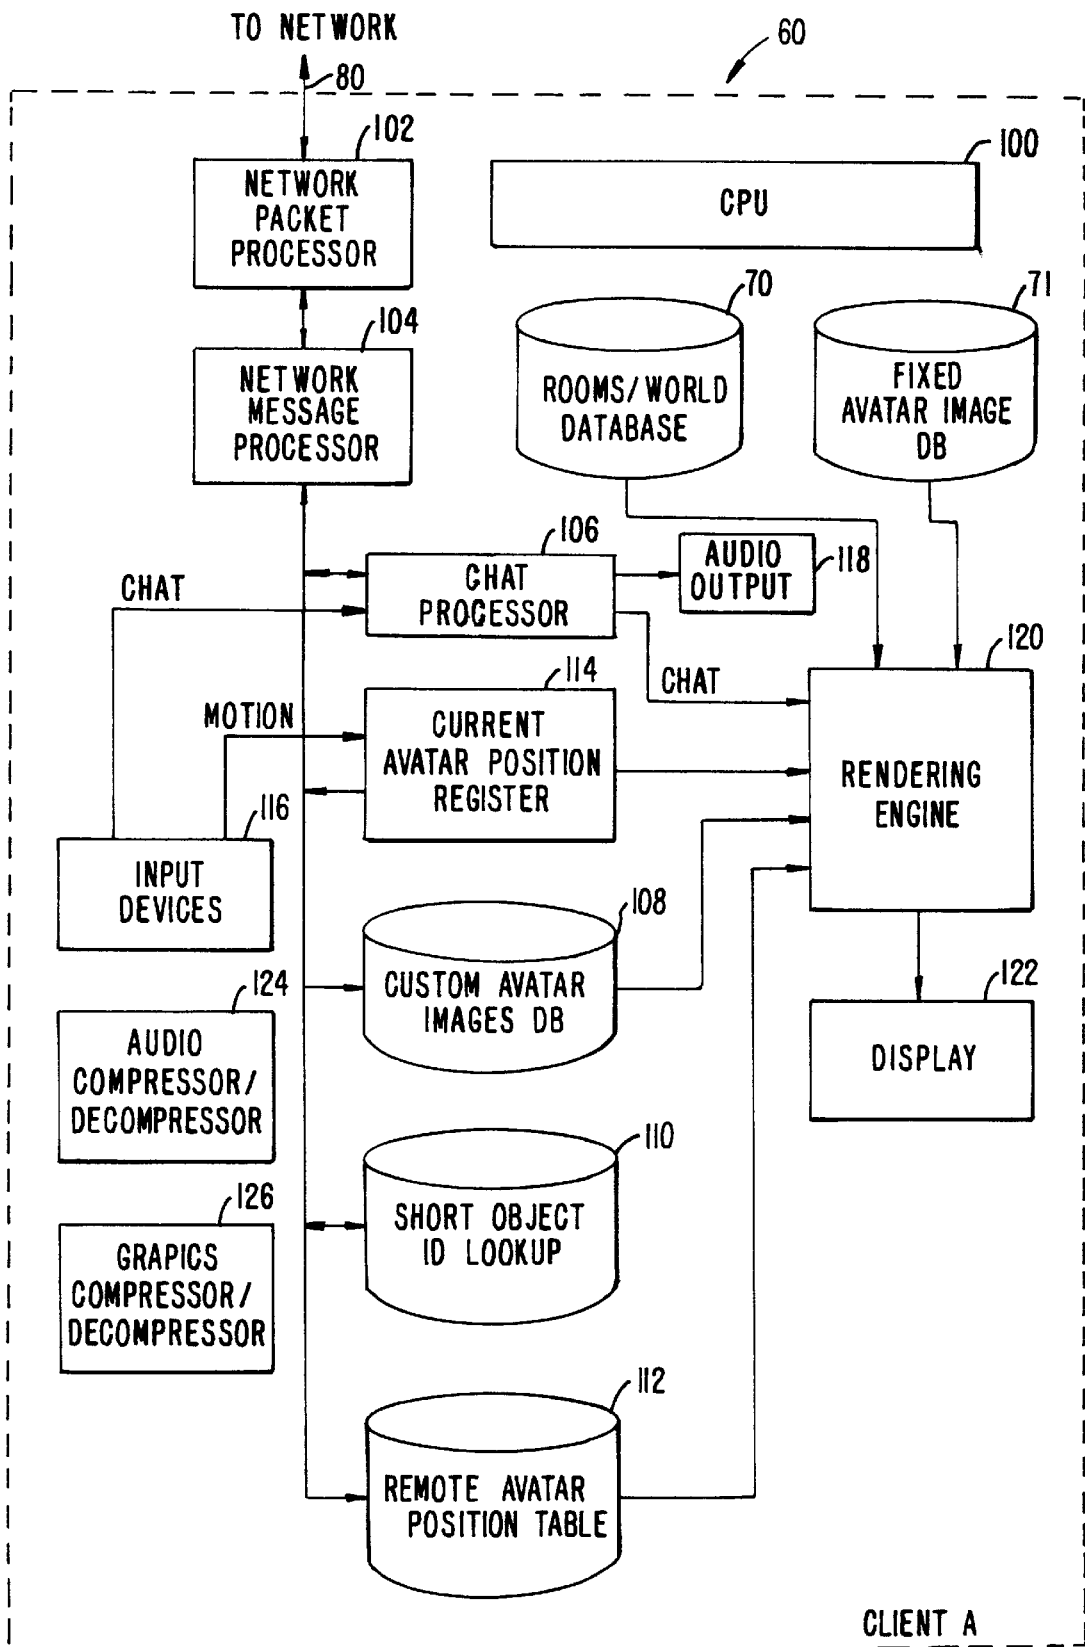 TO NETWORK
60
80
102
NETWORK
PACKET
PROCESSOR
100
CPU
104
NETWORK
MESSAGE
PROCESSOR
70
ROOMS/WORLD
DATABASE
71
FIXED
AVATAR IMAGE
DB
106
CHAT
PROCESSOR
AUDIO
OUTPUT
118
CHAT
CHAT
114
CURRENT
AVATAR POSITION
REGISTER
MOTION
120
RENDERING
ENGINE
116
INPUT
DEVICES
108
CUSTOM AVATAR
IMAGES DB
122
DISPLAY
124
AUDIO
COMPRESSOR/
DECOMPRESSOR
110
SHORT OBJECT
ID LOOKUP
126
GRAPICS
COMPRESSOR/
DECOMPRESSOR
112
REMOTE AVATAR
POSITION TABLE
CLIENT A